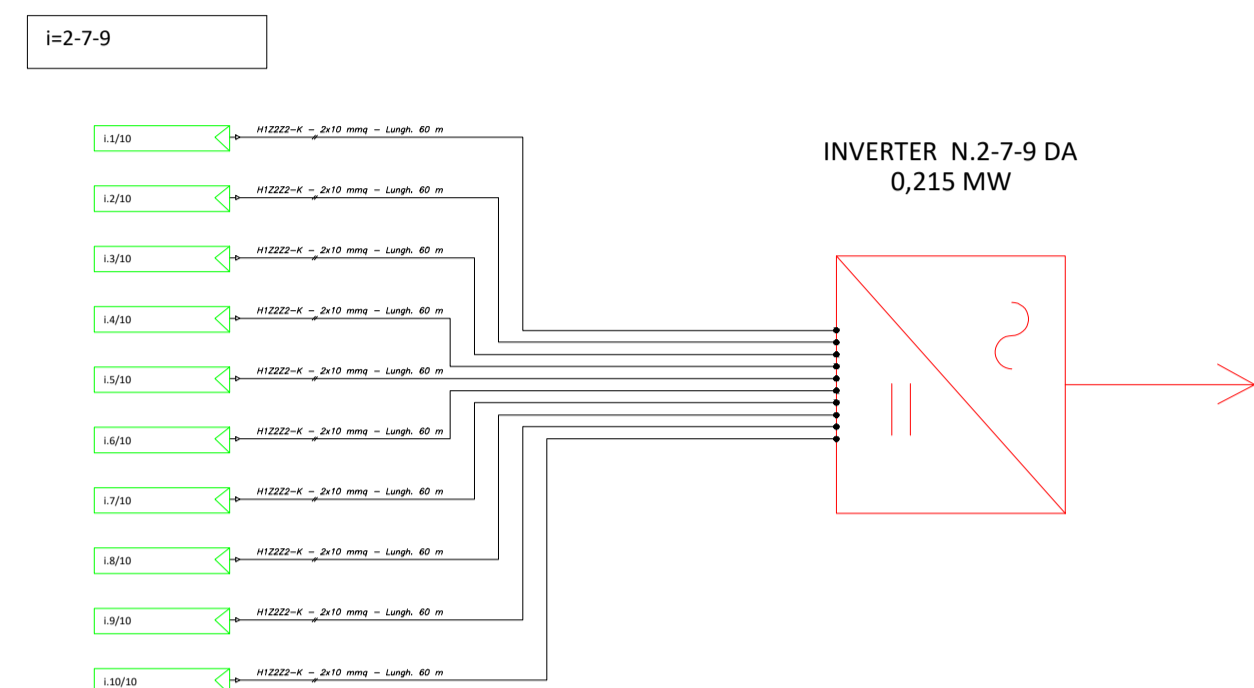 i=2-7-9
INVERTER N.2-7-9 DA
0,215 MW
i.1/10
H1Z2Z2-K - 2x10 mmq - Lungh. 60 m
i.2/10
H1Z2Z2-K - 2x10 mmq - Lungh. 60 m
i.3/10
H1Z2Z2-K - 2x10 mmq - Lungh. 60 m
i.4/10
H1Z2Z2-K - 2x10 mmq - Lungh. 60 m
i.5/10
H1Z2Z2-K - 2x10 mmq - Lungh. 60 m
i.6/10
H1Z2Z2-K - 2x10 mmq - Lungh. 60 m
i.7/10
H1Z2Z2-K - 2x10 mmq - Lungh. 60 m
i.8/10
H1Z2Z2-K - 2x10 mmq - Lungh. 60 m
i.9/10
H1Z2Z2-K - 2x10 mmq - Lungh. 60 m
i.10/10
H1Z2Z2-K - 2x10 mmq - Lungh. 60 m